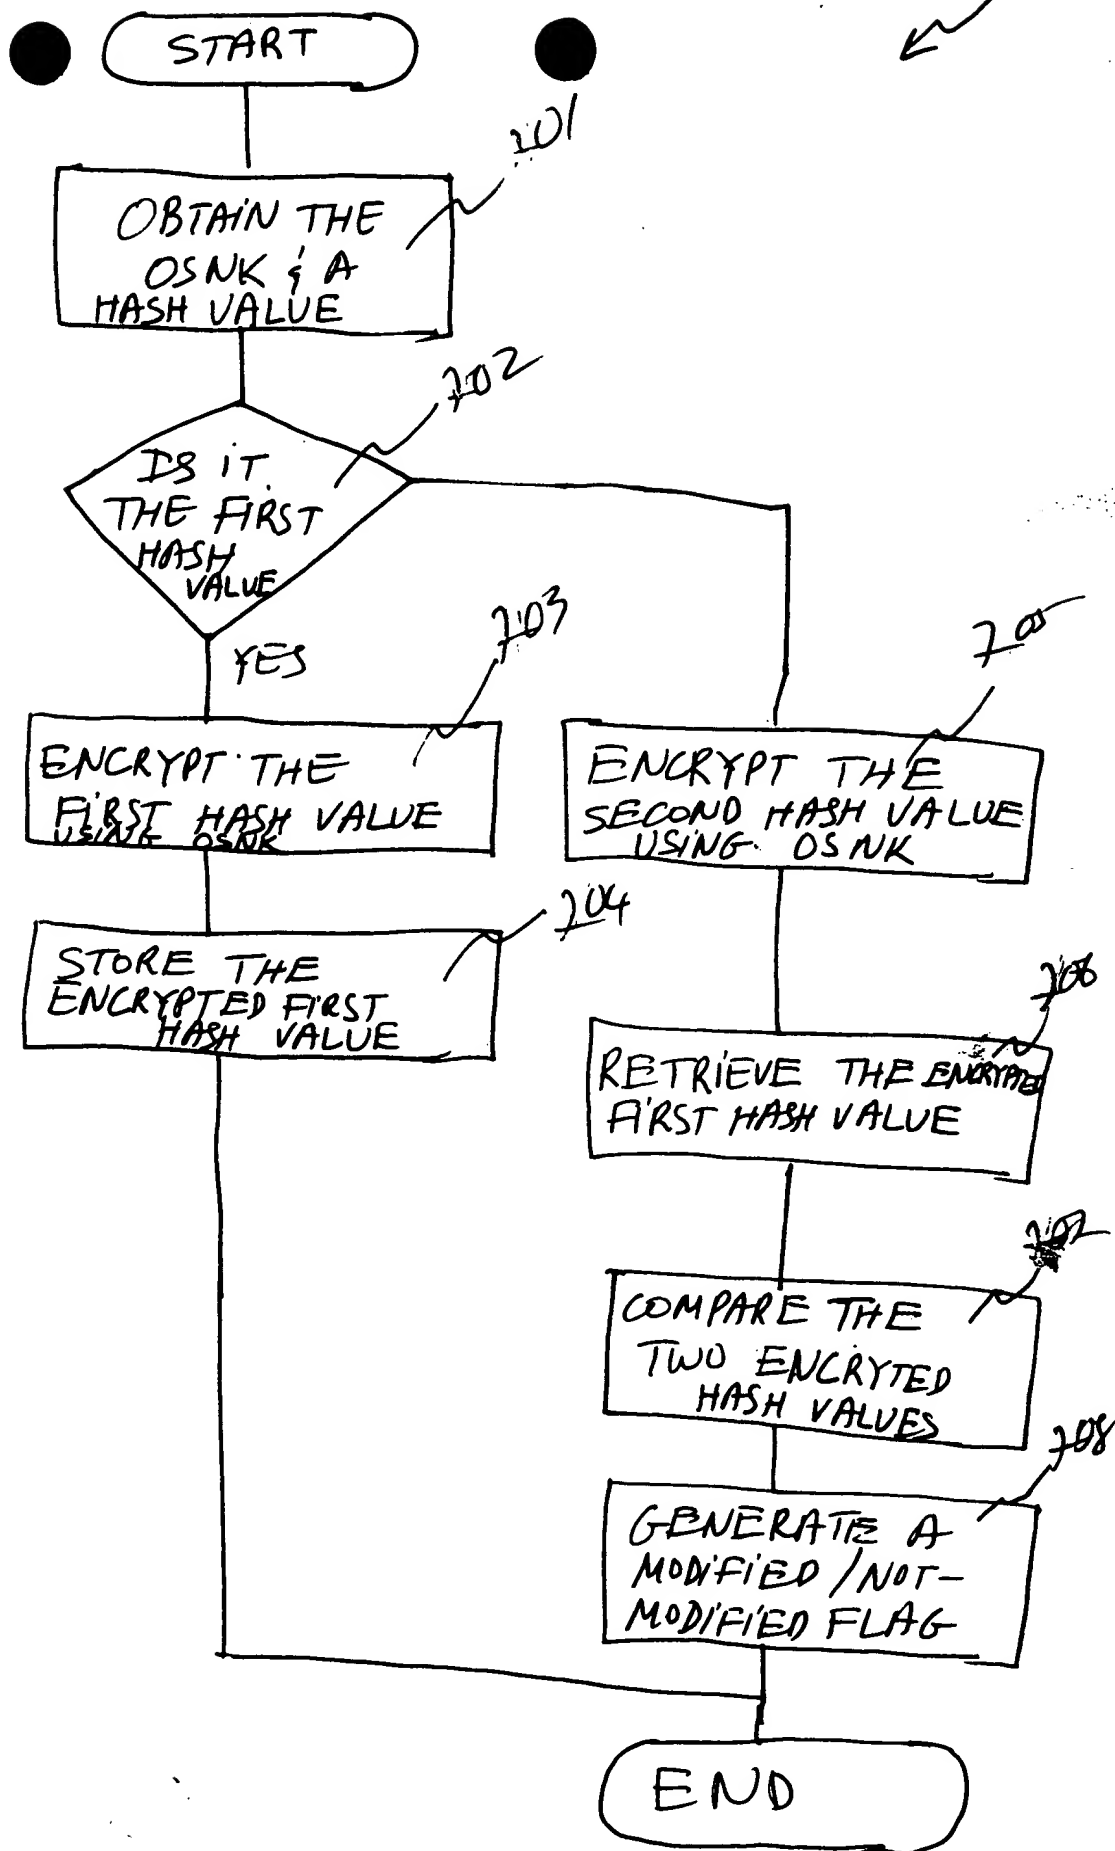 START
701
OBTAIN THE
OSNK & A
HASH VALUE
702
IS IT
THE FIRST
HASH
VALUE
YES
703
ENCRYPT THE
FIRST HASH VALUE
USING OSNK
704
STORE THE
ENCRYPTED FIRST
HASH VALUE
705
ENCRYPT THE
SECOND HASH VALUE
USING OSNK
706
RETRIEVE THE ENCRYPTED
FIRST HASH VALUE
COMPARE THE
TWO ENCRYTED
HASH VALUES
708
GENERATE A
MODIFIED/NOT-
MODIFIED FLAG
END